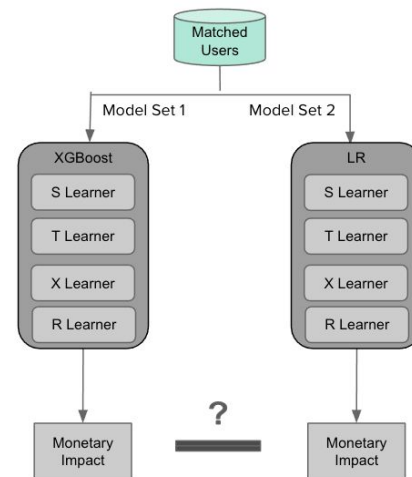 Matched
Users
Model Set 1
Model Set 2
XGBoost
S Learner
T Learner
X Learner
R Learner
LR
S Learner
T Learner
X Learner
R Learner
?
Monetary
Impact
Monetary
Impact